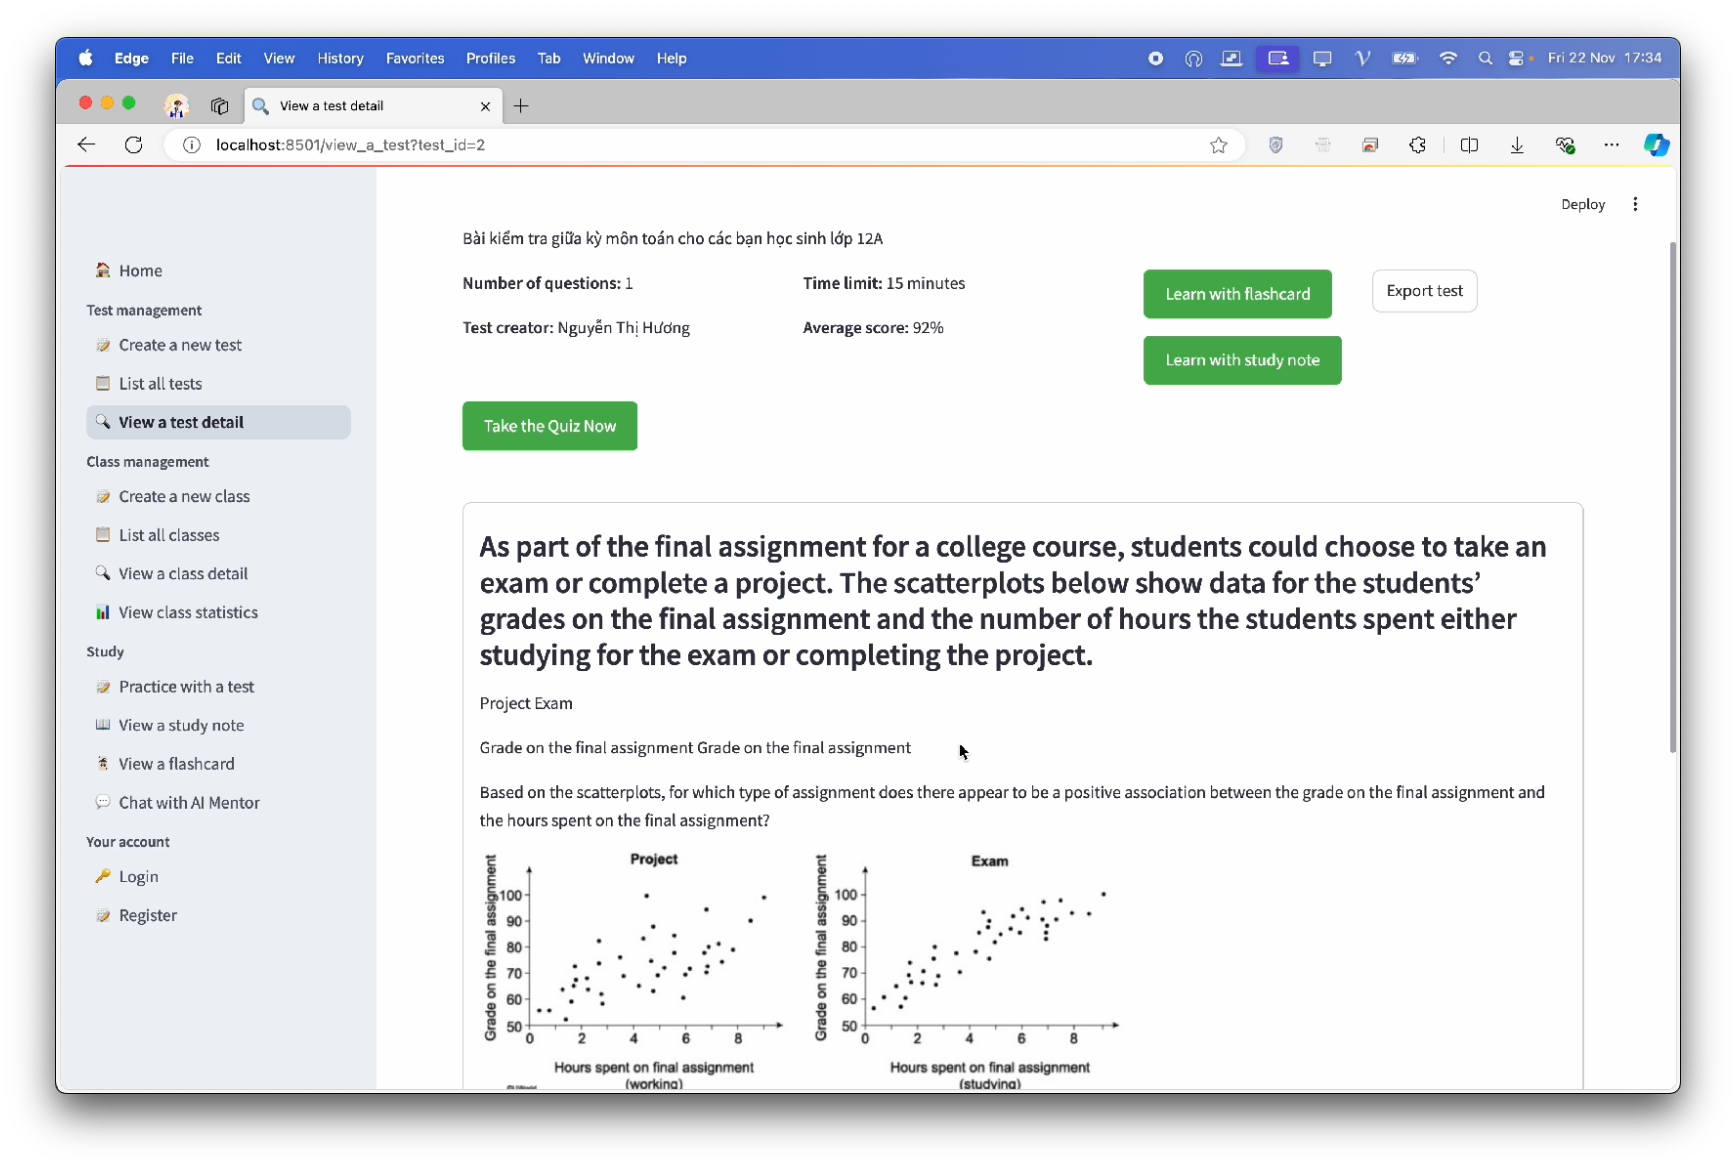 Edge File Edit View History Favorites Profiles Tab Window Help Fri 22 Nov 17:34
View a test detail
localhost:8501/view_a_test?test_id=2
Deploy
Home
Test management
Create a new test
List all tests
View a test detail
Class management
Create a new class
List all classes
View a class detail
View class statistics
Study
Practice with a test
View a study note
View a flashcard
Chat with AI Mentor
Your account
Login
Register
Bài kiểm tra giữa kỳ môn toán cho các bạn học sinh lớp 12A
Number of questions: 1
Time limit: 15 minutes
Test creator: Nguyễn Thị Hương
Average score: 92%
Learn with flashcard
Export test
Learn with study note
Take the Quiz Now
As part of the final assignment for a college course, students could choose to take an
exam or complete a project. The scatterplots below show data for the students’
grades on the final assignment and the number of hours the students spent either
studying for the exam or completing the project.
Project Exam
Grade on the final assignment Grade on the final assignment
Based on the scatterplots, for which type of assignment does there appear to be a positive association between the grade on the final assignment and
the hours spent on the final assignment?
Project
Grade on the final assignment
100
90
80
70
60
50
0 2 4 6 8
Hours spent on final assignment
(working)
Exam
Grade on the final assignment
100
90
80
70
60
50
0 2 4 6 8
Hours spent on final assignment
(studying)